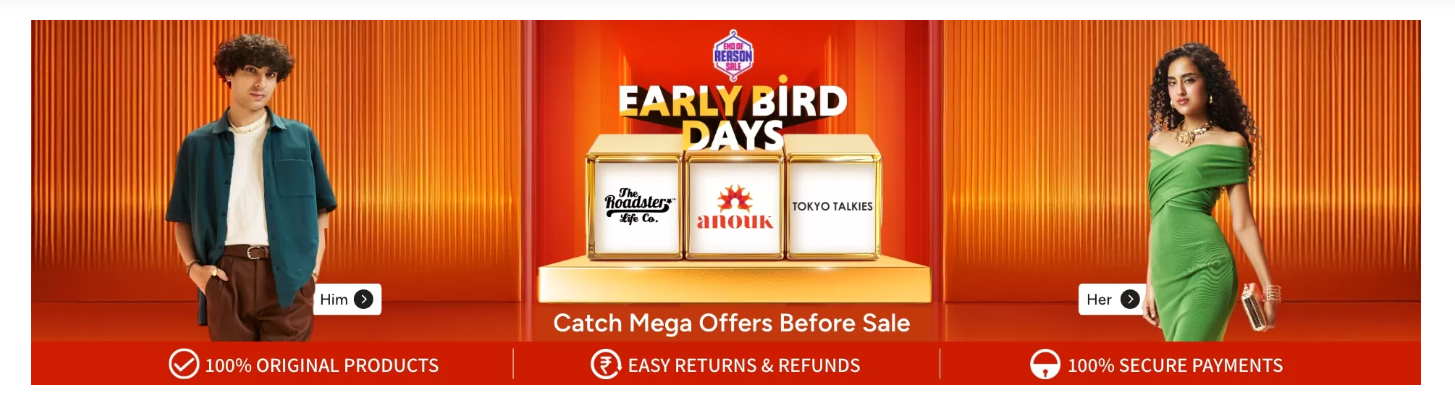 END OF
REASON
SALE
EARLY BiRD
DAYS
The
Roadster
Life Co.
anouk
TOKYO TALKIES
Him
Her
Catch Mega Offers Before Sale
100% ORIGINAL PRODUCTS
EASY RETURNS & REFUNDS
100% SECURE PAYMENTS